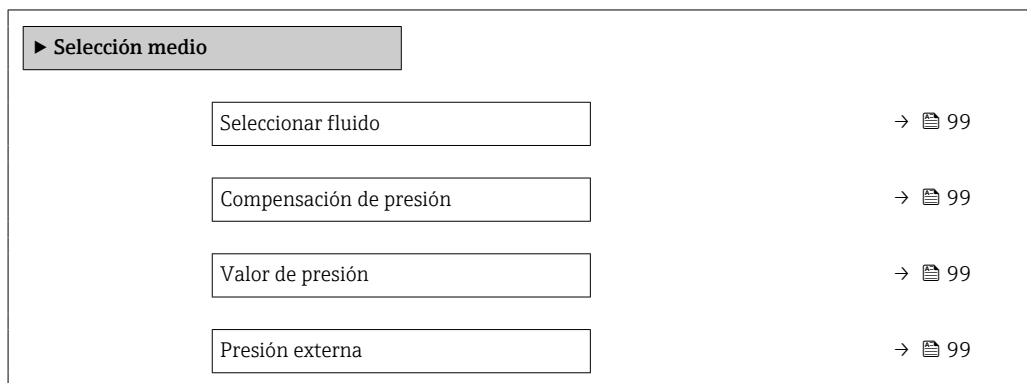 ▶ Selección medio
Seleccionar fluido → 99
Compensación de presión → 99
Valor de presión → 99
Presión externa → 99